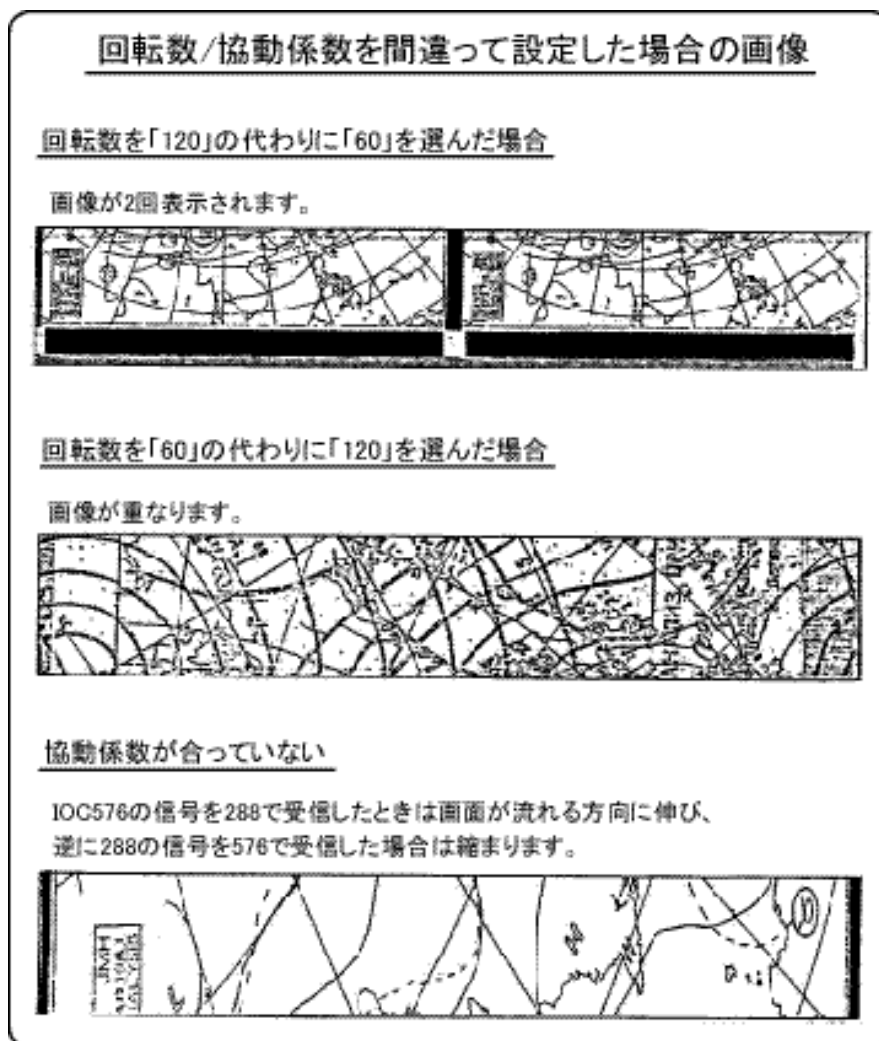 回転数/協動係数を間違って設定した場合の画像
回転数を「120」の代わりに「60」を選んだ場合
画像が2回表示されます。
回転数を「60」の代わりに「120」を選んだ場合
画像が重なります。
協動係数が合っていない
IOC576の信号を288で受信したときは画面が流れる方向に伸び、
逆に288の信号を576で受信した場合は縮まります。